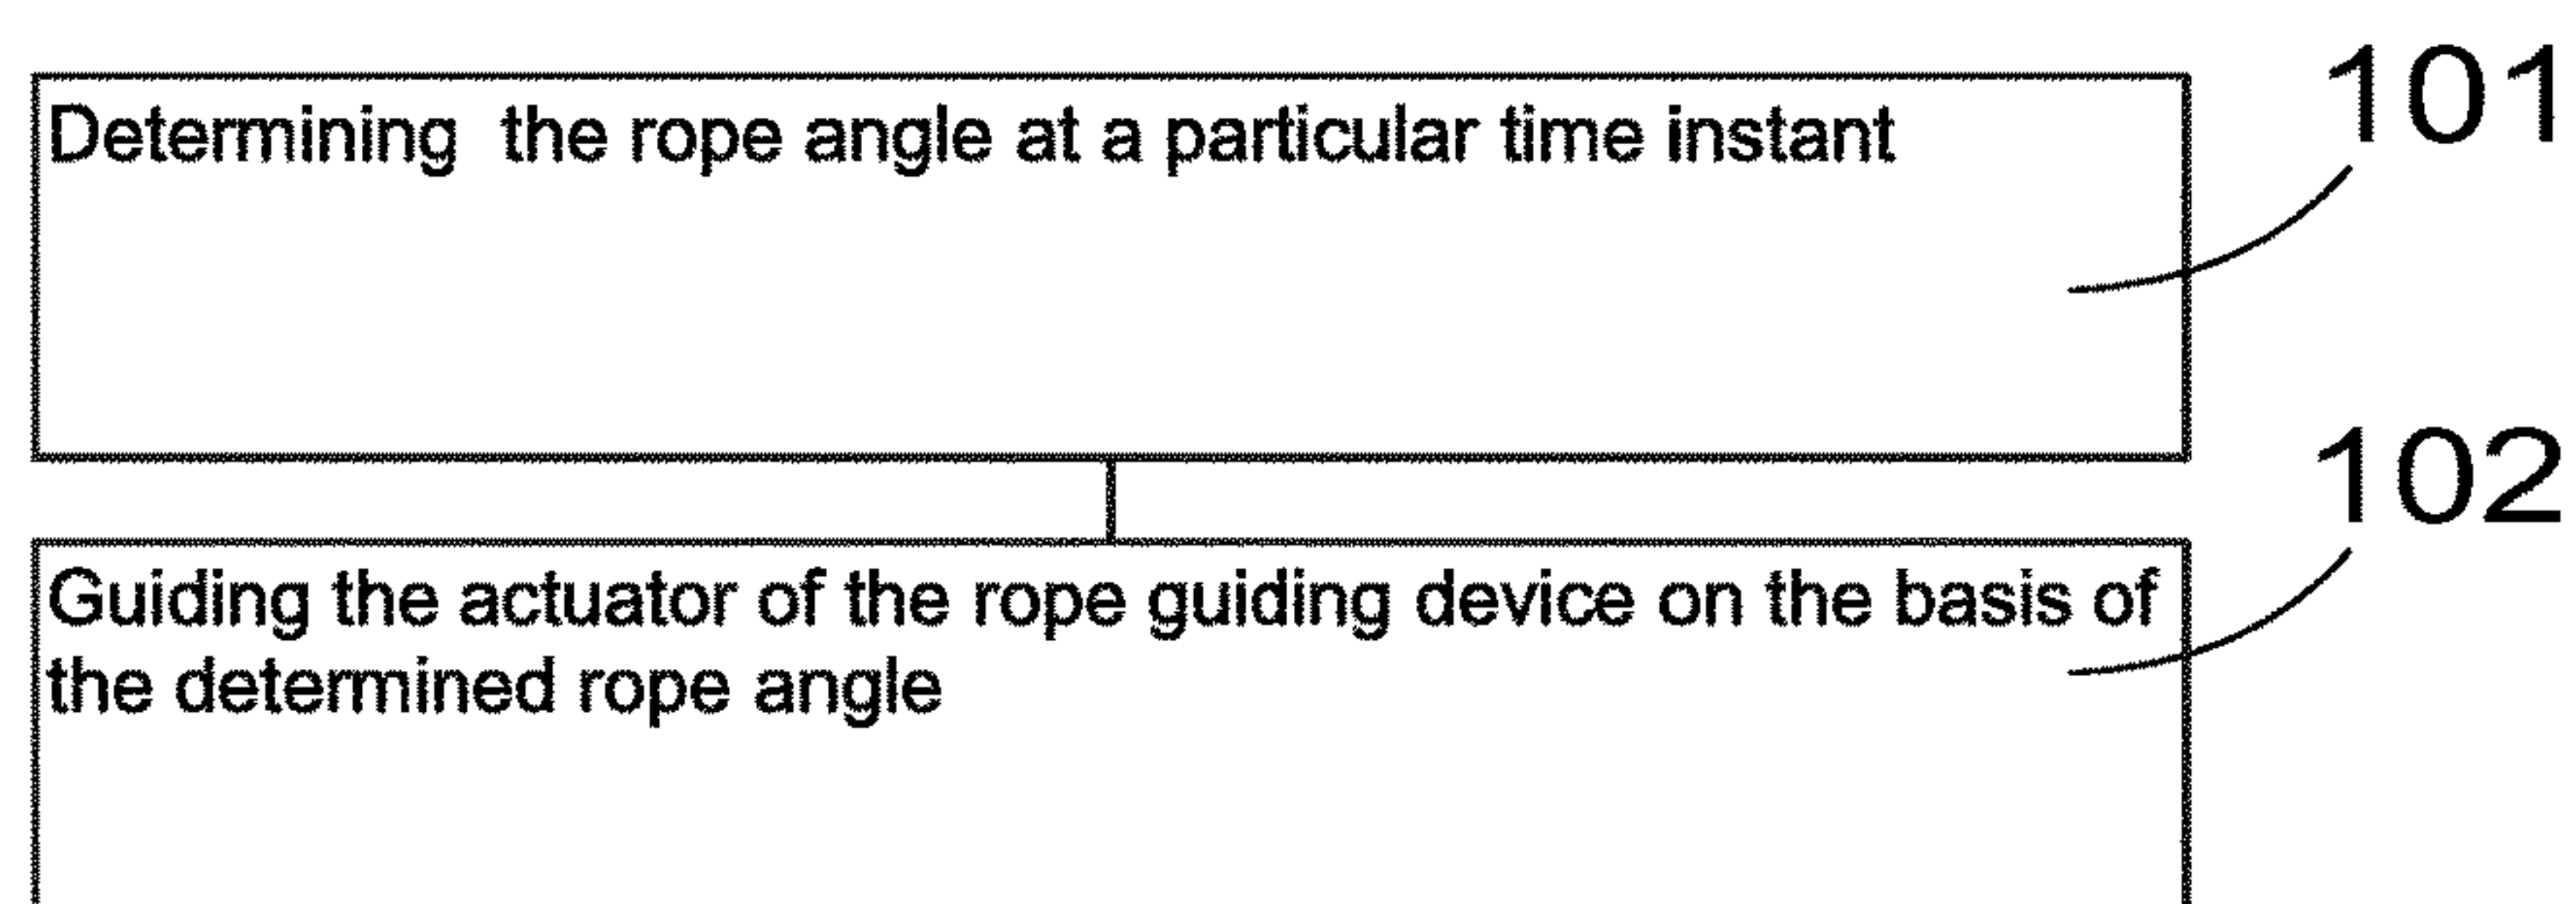 101
Determining the rope angle at a particular time instant
102
Guiding the actuator of the rope guiding device on the basis of
the determined rope angle